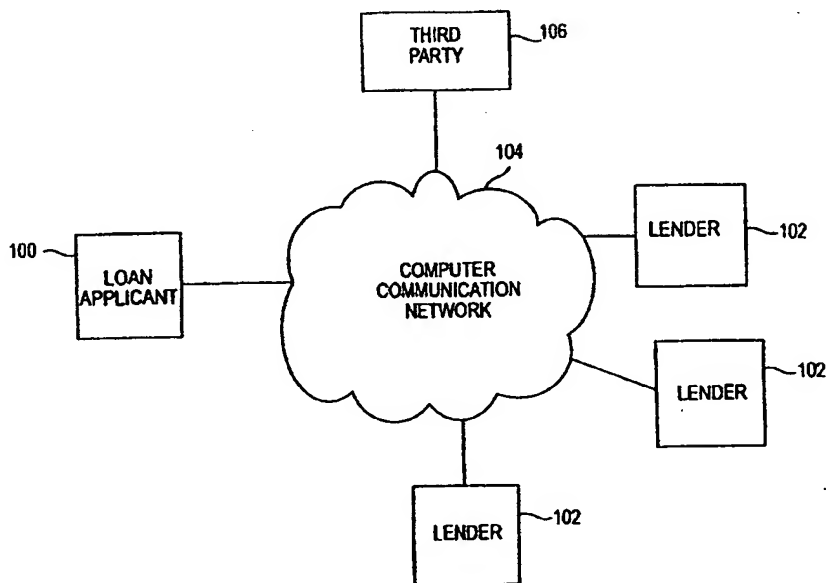 THIRD
PARTY
106
104
LENDER
102
100
LOAN
APPLICANT
COMPUTER
COMMUNICATION
NETWORK
LENDER
102
LENDER
102